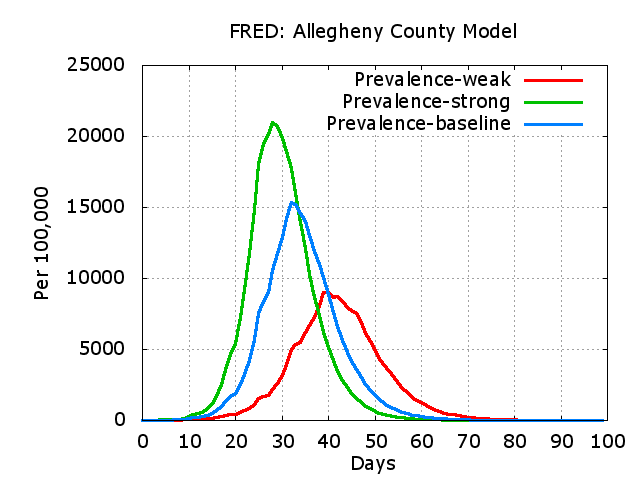 FRED: Allegheny County Model
Prevalence-weak
Prevalence-strong
Prevalence-baseline
Per 100,000
25000
20000
15000
10000
5000
0
0 10 20 30 40 50 60 70 80 90 100
Days